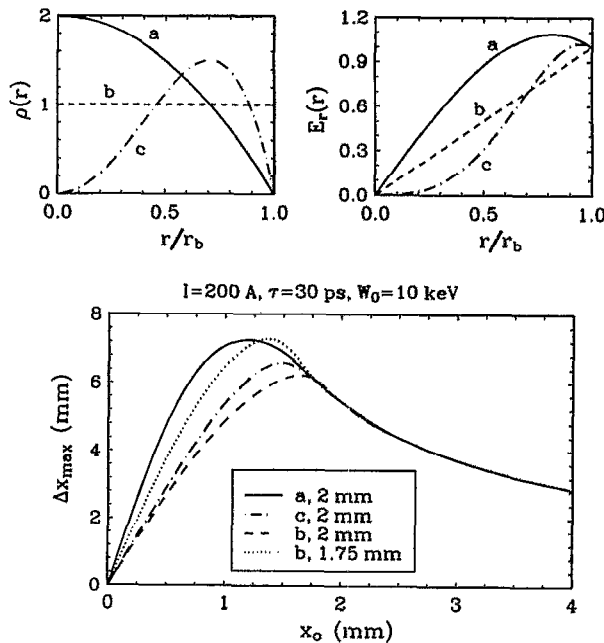 2
1
0
ρ(r)
a
b
c
0.0
0.5
1.0
r/r_b
1.2
0.9
0.6
0.3
0.0
E_r(r)
a
b
c
0.0
0.5
1.0
r/r_b
I=200 A, τ=30 ps, W_0=10 keV
8
6
4
2
0
Δx_max (mm)
a, 2 mm
c, 2 mm
b, 2 mm
b, 1.75 mm
0
1
2
3
4
x_o (mm)